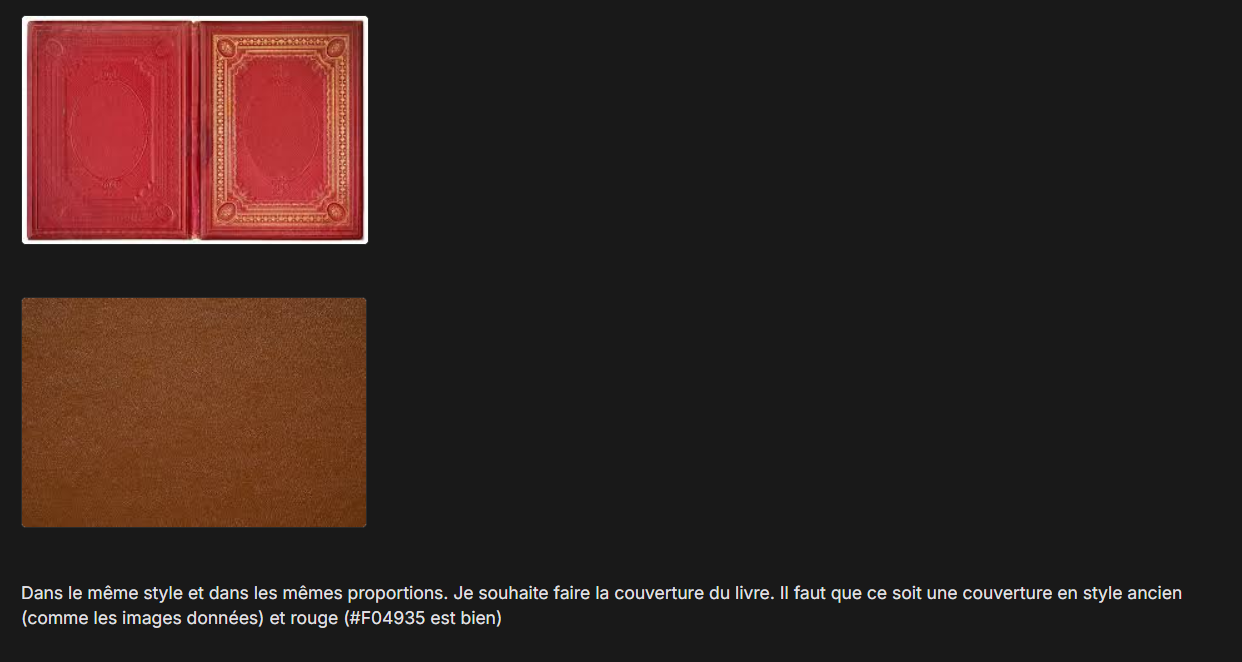 Dans le même style et dans les mêmes proportions. Je souhaite faire la couverture du livre. Il faut que ce soit une couverture en style ancien
(comme les images données) et rouge (#F04935 est bien)